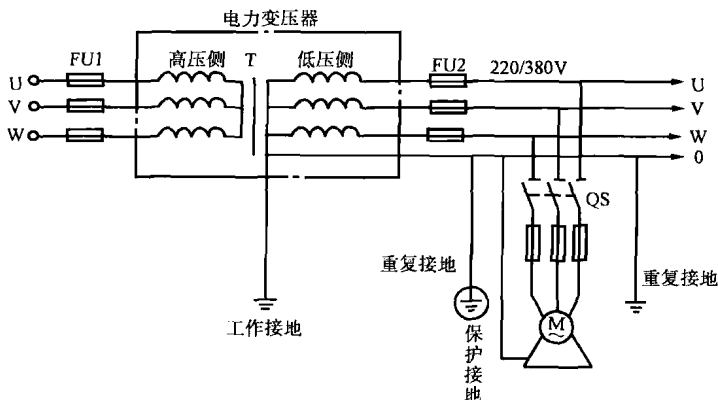 电力变压器
FU1
高压侧
T
低压侧
FU2
220/380V
U
U
V
V
W
W
0
QS
重复接地
重复接地
工作接地
M
~
保护接地